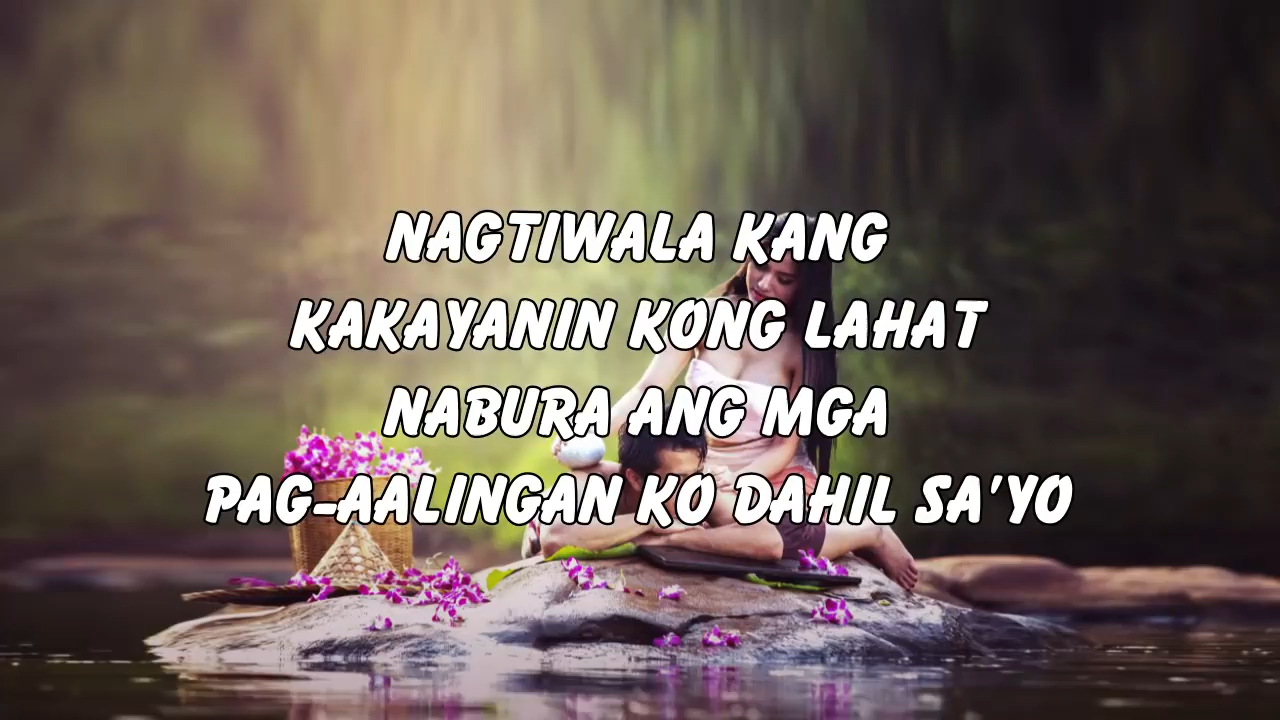 NAGTIWALA KANG
KAKAYANIN KONG LAHAT
NABURA ANG MGA
PAG-AALINGAN KO DAHIL SA'YO